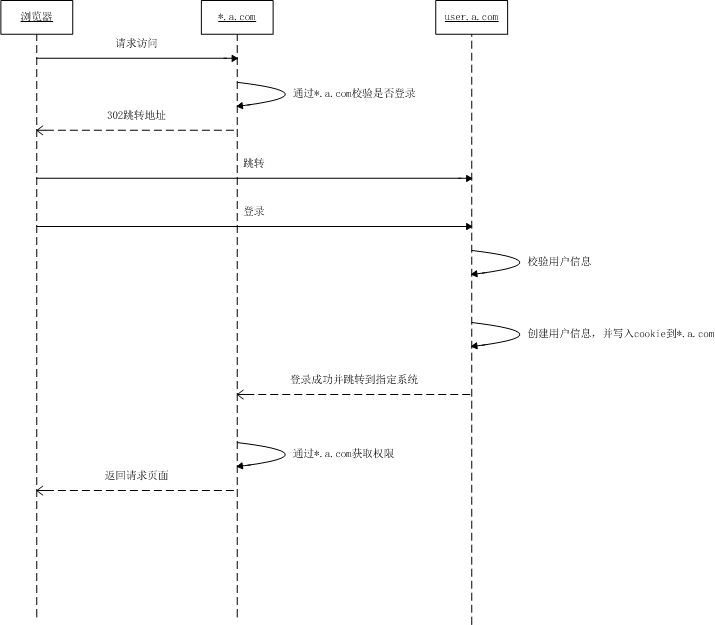 浏览器
*.a.com
user.a.com
请求访问
通过*.a.com校验是否登录
302跳转地址
跳转
登录
校验用户信息
创建用户信息，并写入cookie到*.a.com
登录成功并跳转到指定系统
通过*.a.com获取权限
返回请求页面